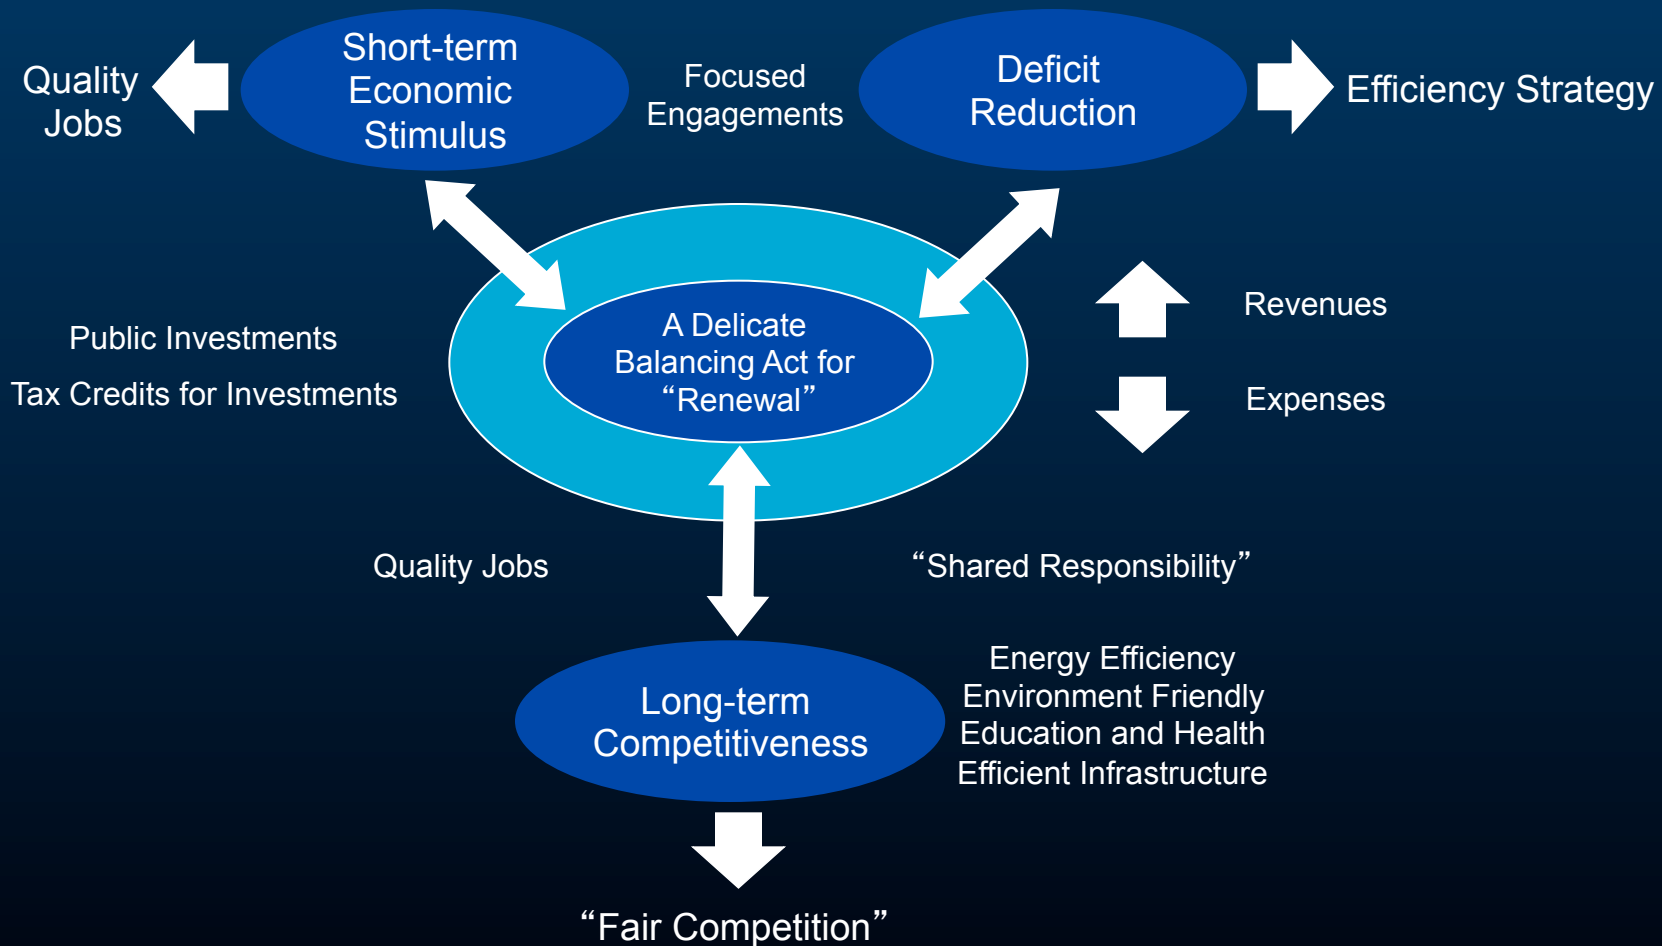 Quality
Jobs
Short-term
Economic
Stimulus
Focused
Engagements
Deficit
Reduction
Efficiency Strategy
Public Investments
Tax Credits for Investments
A Delicate
Balancing Act for
“Renewal”
Revenues
Expenses
Quality Jobs
“Shared Responsibility”
Long-term
Competitiveness
Energy Efficiency
Environment Friendly
Education and Health
Efficient Infrastructure
“Fair Competition”